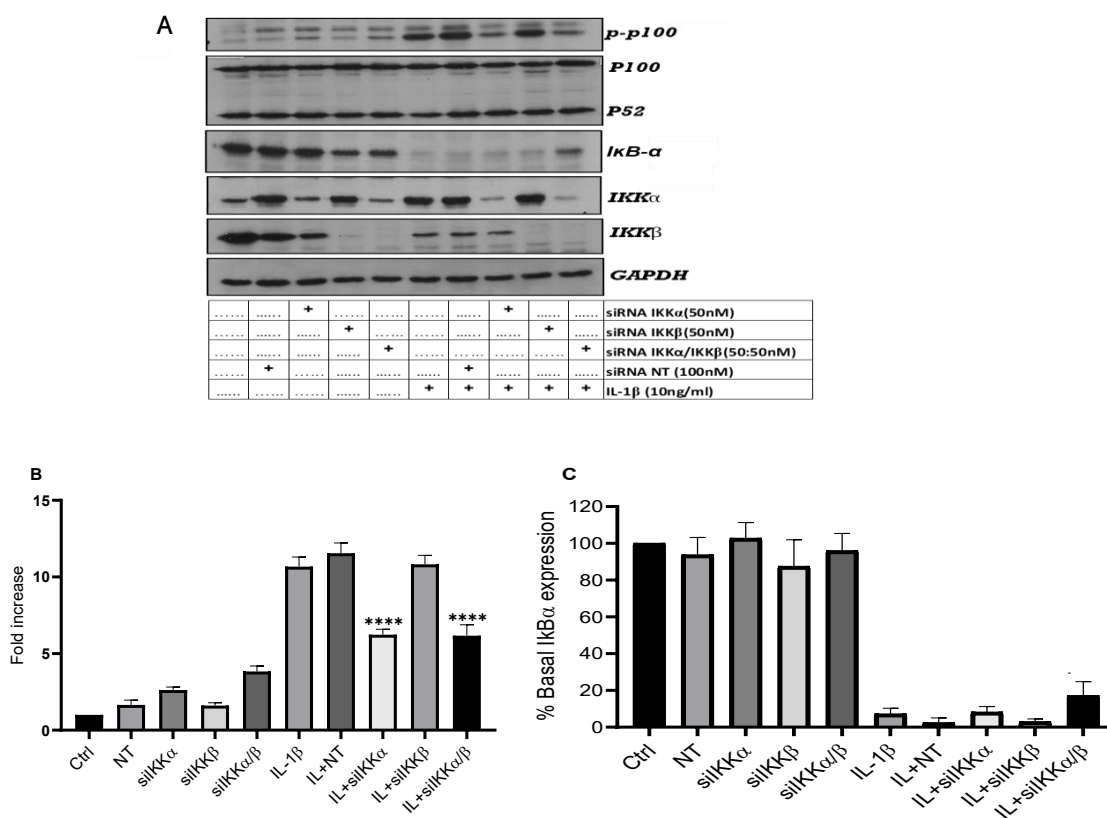 A
p-p100
P100
P52
IκB-α
IKKα
IKKβ
GAPDH
...... ...... + ...... ...... ...... ...... + ...... ...... siRNA IKKα(50nM)
...... ...... ...... + ...... ...... ...... ...... + ...... siRNA IKKβ(50nM)
...... ...... ...... ...... + ...... ...... ...... ...... + siRNA IKKα/IKKβ(50:50nM)
...... + ...... ...... ...... ...... + ...... ...... ...... siRNA NT (100nM)
...... ...... ...... ...... ...... + + + + + IL-1β (10ng/ml)
B
Fold increase
15
10
5
0
**** ****
Ctrl NT siIKKα siIKKβ siIKKα/β IL-1β IL+NT IL+siIKKα IL+siIKKβ IL+siIKKα/β
C
% Basal IkBα expression
120
100
80
60
40
20
0
Ctrl NT siIKKα siIKKβ siIKKα/β IL-1β IL+NT IL+siIKKα IL+siIKKβ IL+siIKKα/β